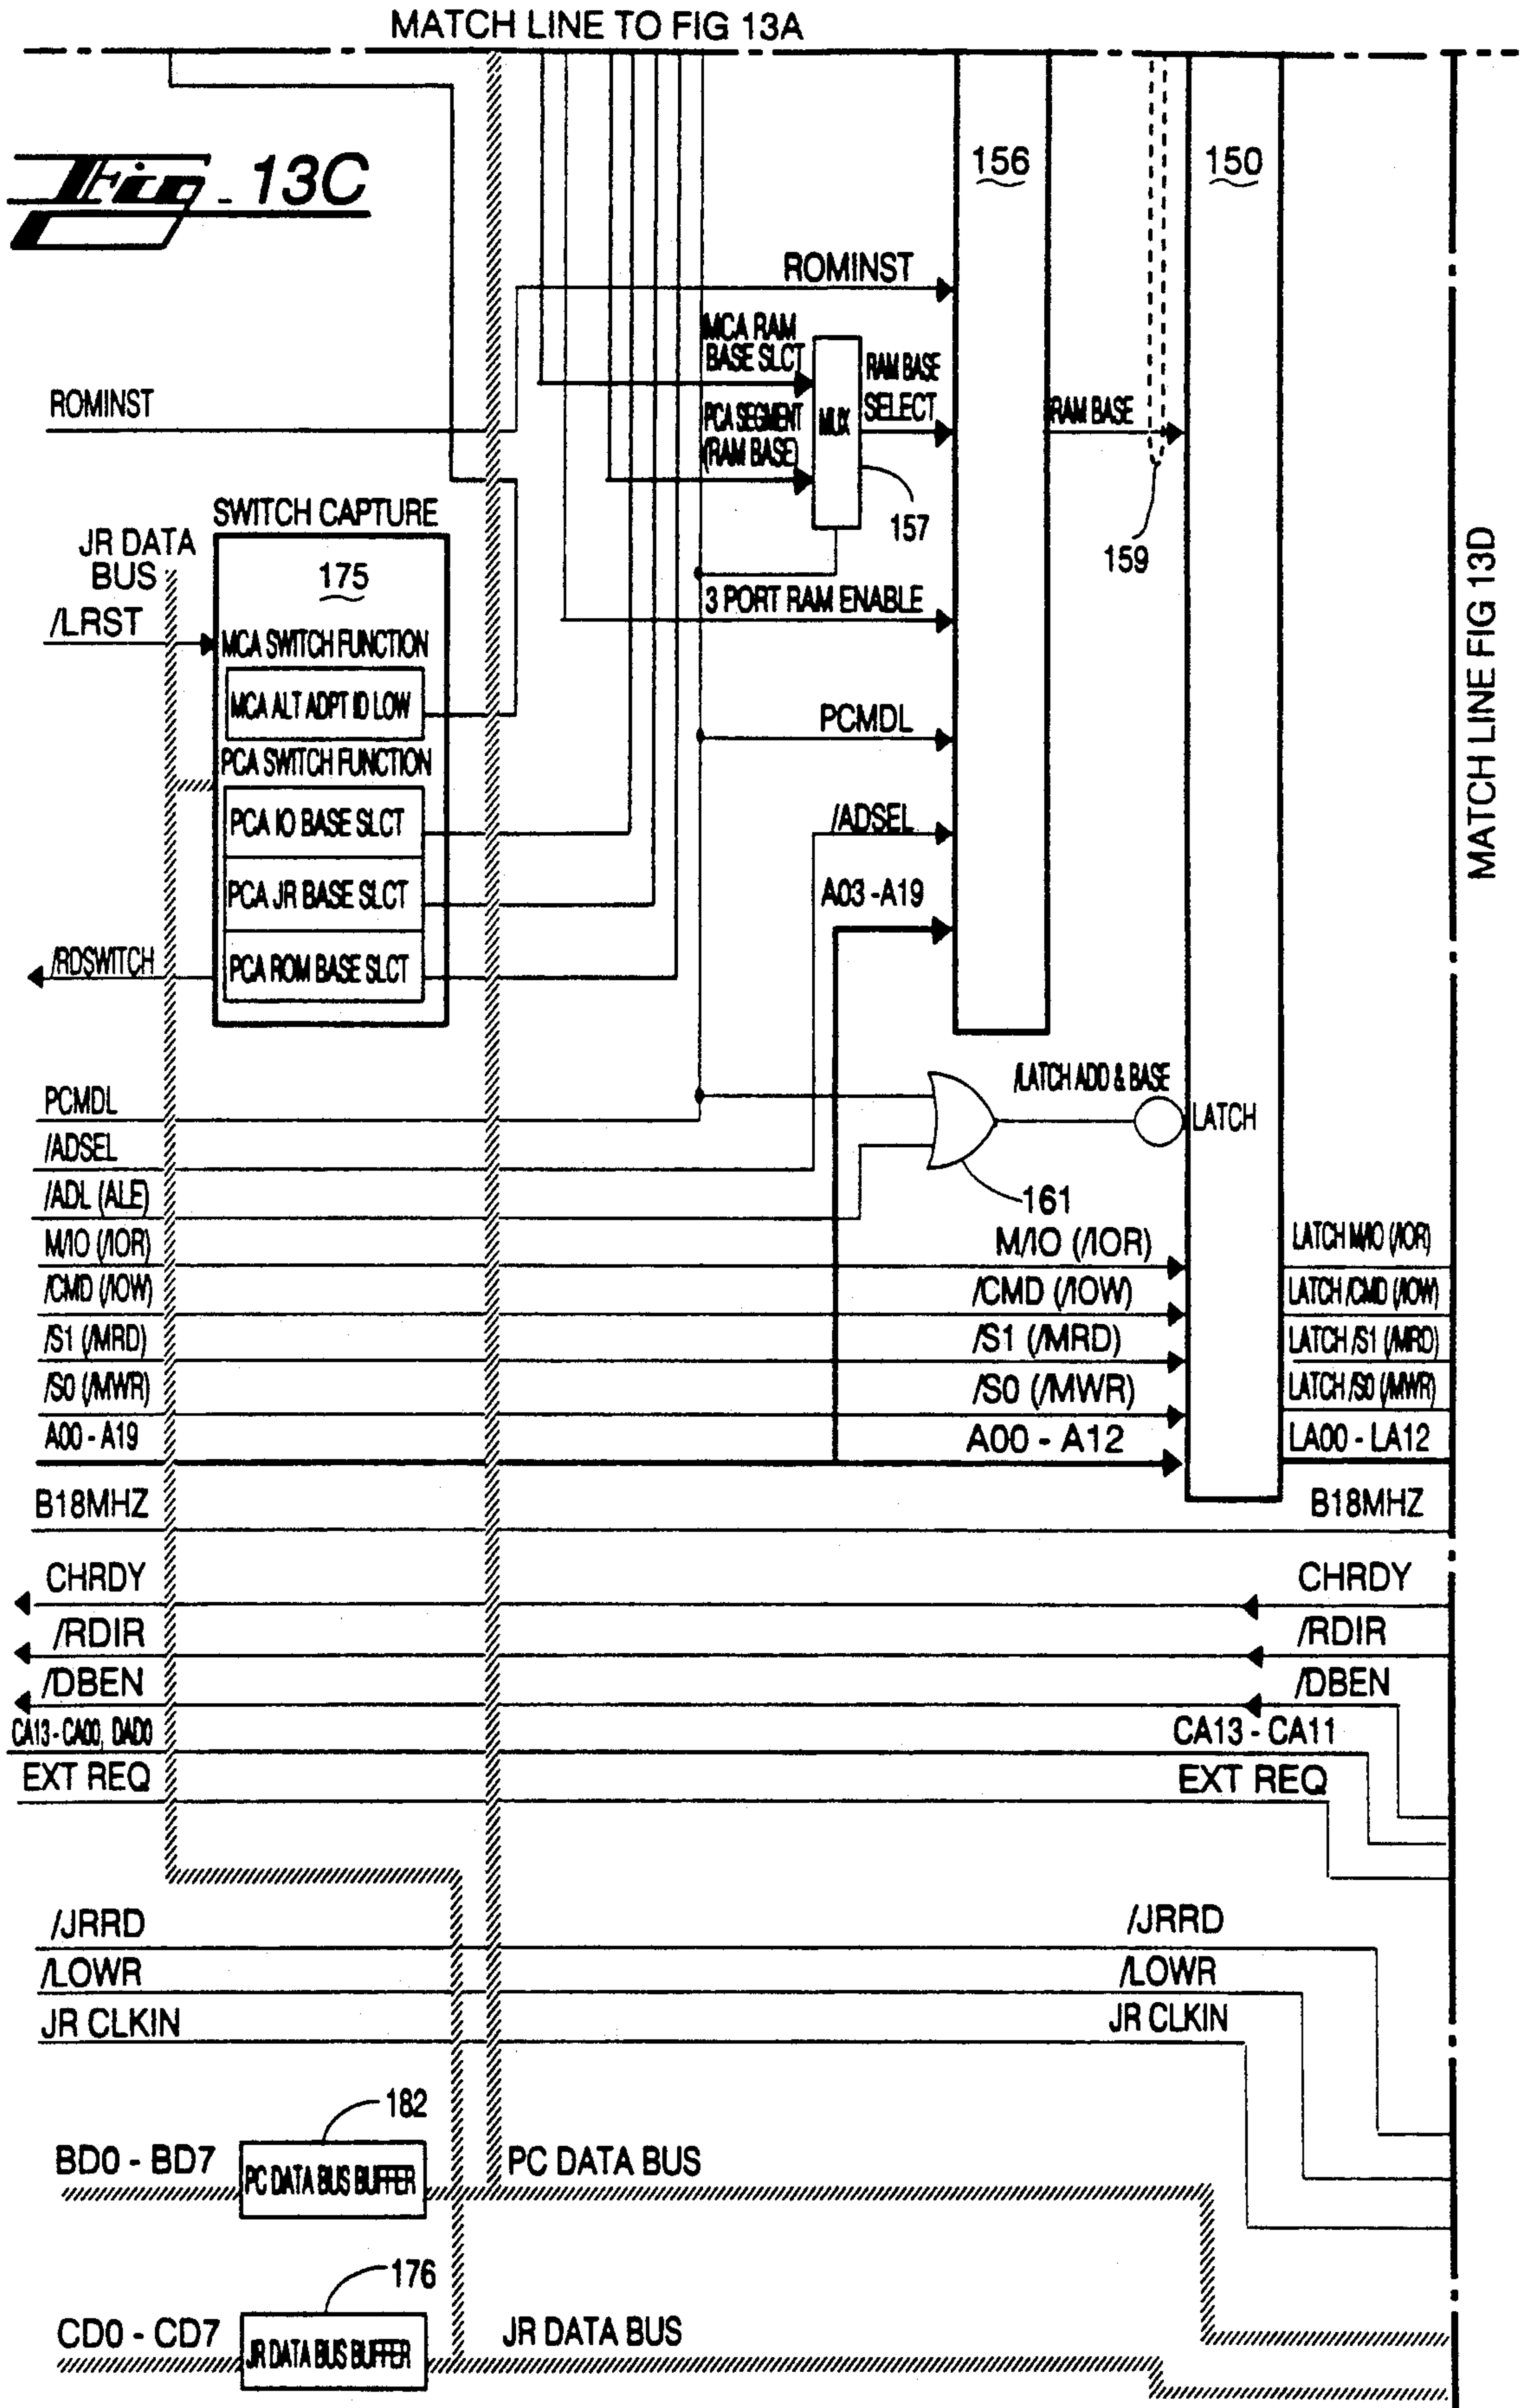 MATCH LINE TO FIG 13A
Fig - 13C
156
150
ROMINST
MCA RAM
BASE SLCT
RAM BASE
SELECT
MUX
PCA SEGMENT
(RAM BASE)
RAM BASE
ROMINST
157
159
SWITCH CAPTURE
JR DATA
BUS
175
/LRST
MCA SWITCH FUNCTION
MCA ALT ADPT ID LOW
PCA SWITCH FUNCTION
PCA IO BASE SLCT
PCA JR BASE SLCT
PCA ROM BASE SLCT
/RDSWITCH
3 PORT RAM ENABLE
PCMDL
/ADSEL
A03 -A19
MATCH LINE FIG 13D
/LATCH ADD & BASE
LATCH
161
PCMDL
/ADSEL
/ADL (ALE)
M/IO (/IOR)
M/IO (/IOR)
LATCH M/IO (/IOR)
/CMD (/IOW)
/CMD (/IOW)
LATCH /CMD (/IOW)
/S1 (/MRD)
/S1 (/MRD)
LATCH /S1 (/MRD)
/S0 (/MWR)
/S0 (/MWR)
LATCH /S0 (/MWR)
A00 - A19
A00 - A12
LA00 - LA12
B18MHZ
B18MHZ
CHRDY
CHRDY
/RDIR
/RDIR
/DBEN
/DBEN
CA13 - CA00, DAD0
CA13 - CA11
EXT REQ
EXT REQ
/JRRD
/JRRD
/LOWR
/LOWR
JR CLKIN
JR CLKIN
182
BD0 - BD7
PC DATA BUS BUFFER
PC DATA BUS
176
CD0 - CD7
JR DATA BUS BUFFER
JR DATA BUS